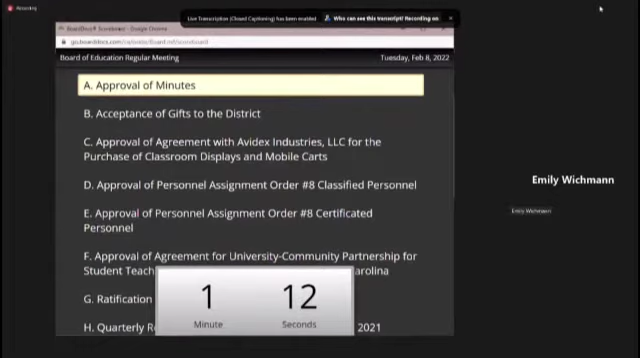 Recording
Live Transcription (Closed Captioning) has been enabled
Who can see this transcript? Recording on
BoardDocs® Scoreboard - Google Chrome
Board of Education Regular Meeting
Tuesday, Feb 8, 2022
A. Approval of Minutes
B. Acceptance of Gifts to the District
C. Approval of Agreement with Avidex Industries, LLC for the
Purchase of Classroom Displays and Mobile Carts
D. Approval of Personnel Assignment Order #8 Classified Personnel
E. Approval of Personnel Assignment Order #8 Certificated
Personnel
F. Approval of Agreement for University-Community Partnership for
Student Teach
arolina
G. Ratification
H. Quarterly R
2021
1 12
Minute Seconds
Emily Wichmann
Emily Wichmann